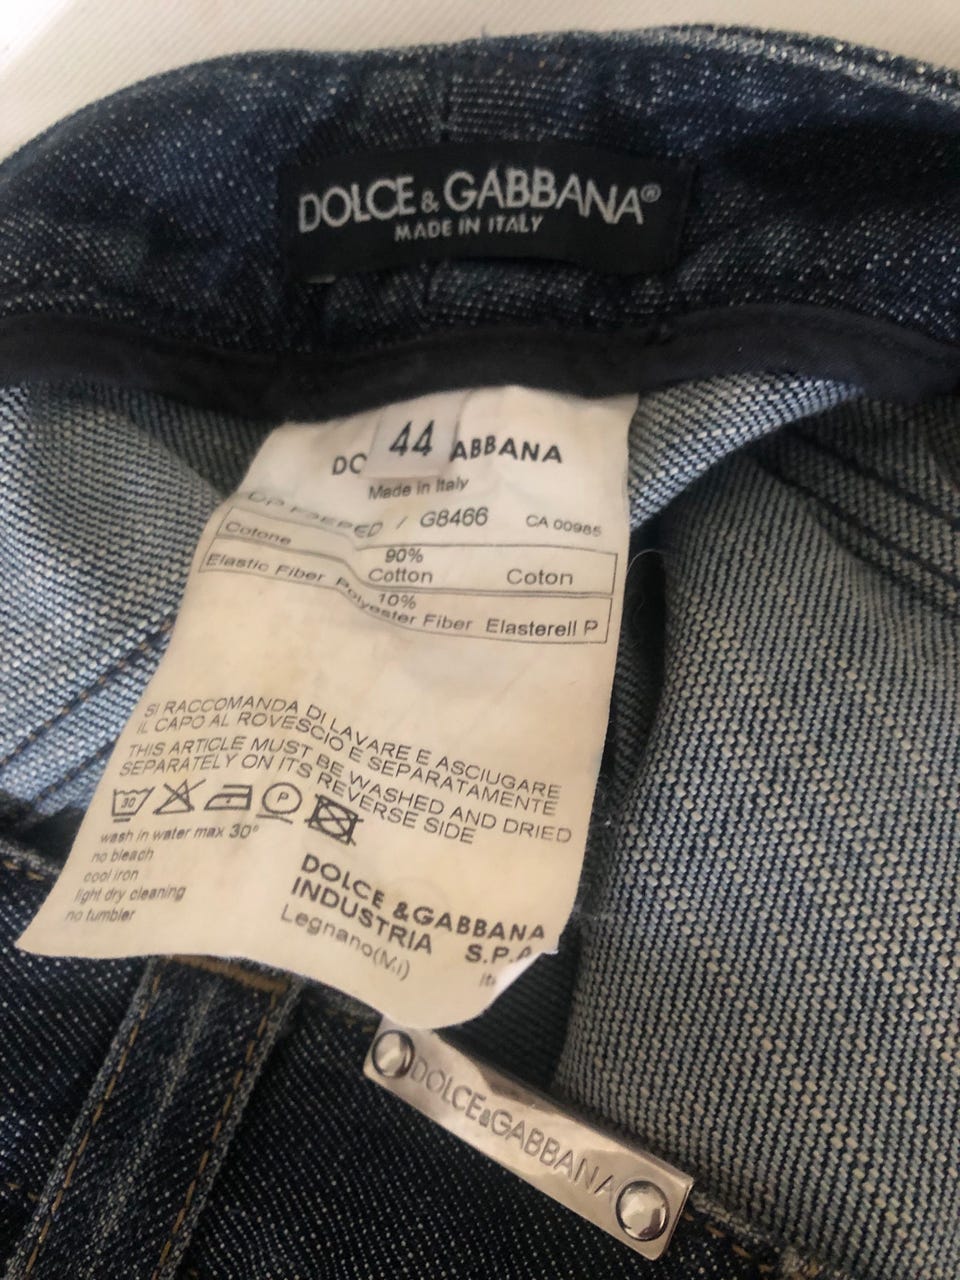 DOLCE & GABBANA®
MADE IN ITALY
44
DO ABBANA
Made in Italy
/ G8466 CA 00985
Cotone 90% Cotton Coton
Elastic Fiber 10% Polyester Fiber Elasterell P
SI RACCOMANDA DI LAVARE E ASCIUGARE
IL CAPO AL ROVESCIO E SEPARATAMENTE
THIS ARTICLE MUST BE WASHED AND DRIED
SEPARATELY ON ITS REVERSE SIDE
30 P
wash in water max 30°
no bleach
cool iron
light dry cleaning
no tumbler
DOLCE & GABBANA
INDUSTRIA S.P.A
Legnano(M.I)
DOLCE&GABBANA